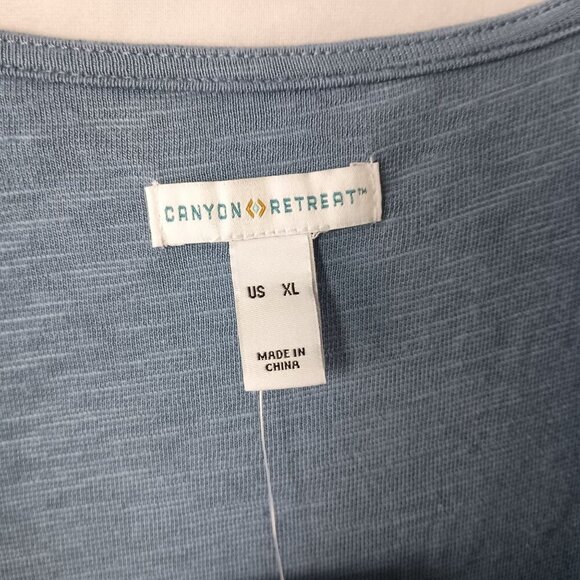 CANYON RETREAT™
US XL
MADE IN
CHINA